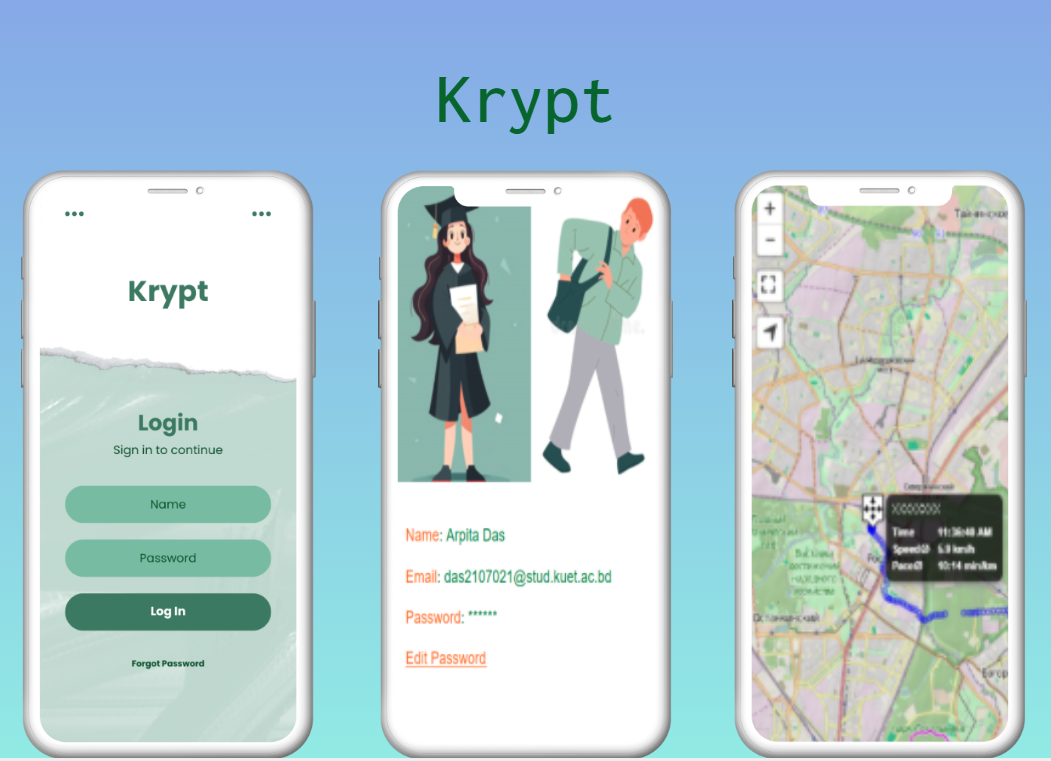 Krypt
Krypt
Login
Sign in to continue
Name
Password
Log In
Forgot Password
Name: Arpita Das
Email: das2107021@stud.kuet.ac.bd
Password: ******
Edit Password
+
−
XXXXXXX
Time 11:36:48 AM
Speed
km/h
Pace
10:14 min/km
Останкинский